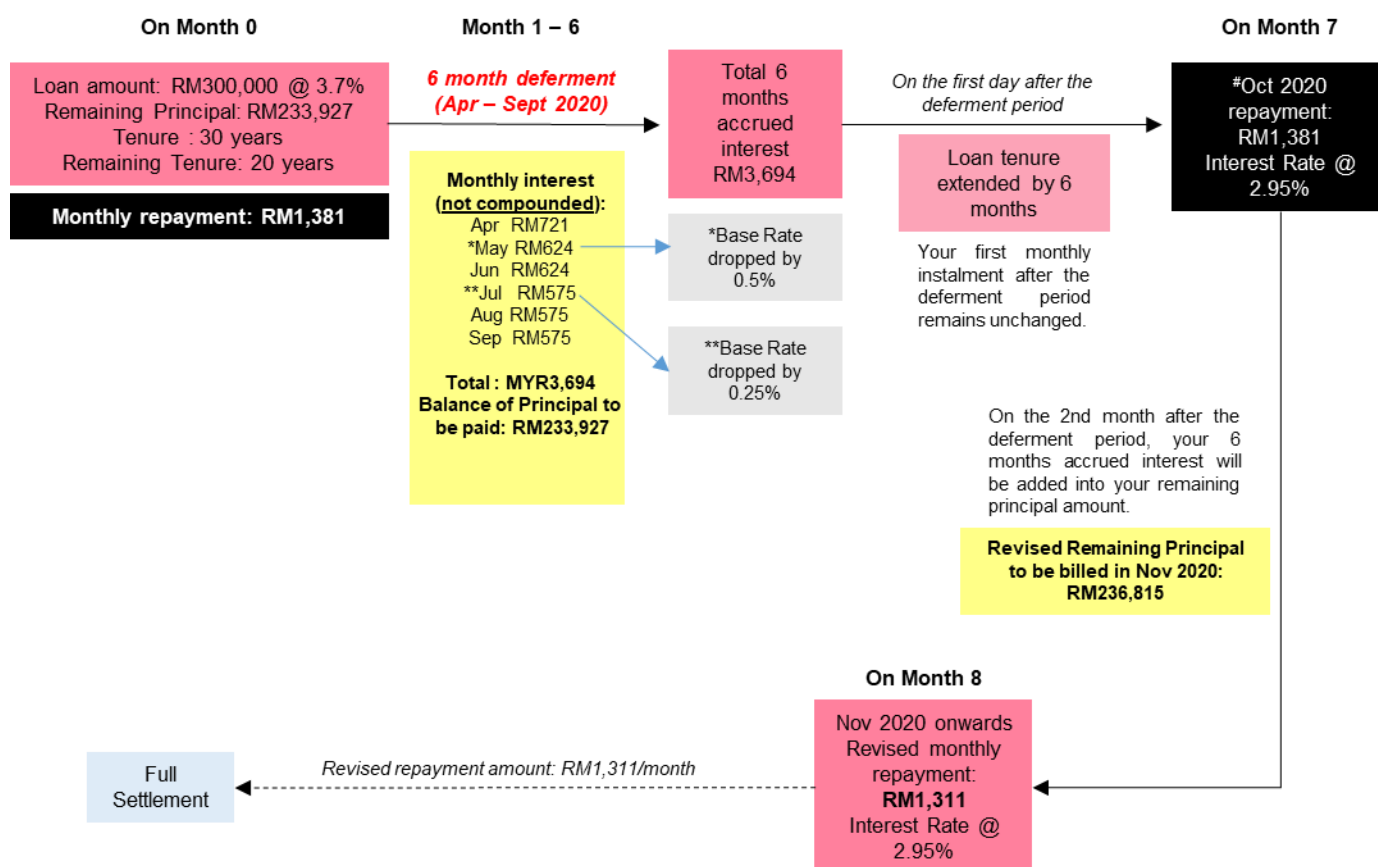 On Month 0
Loan amount: RM300,000 @ 3.7%
Remaining Principal: RM233,927
Tenure : 30 years
Remaining Tenure: 20 years
Monthly repayment: RM1,381
Month 1 – 6
6 month deferment
(Apr – Sept 2020)
Monthly interest
(not compounded):
Apr RM721
*May RM624
Jun RM624
**Jul RM575
Aug RM575
Sep RM575
Total : MYR3,694
Balance of Principal to
be paid: RM233,927
Total 6
months
accrued
interest
RM3,694
*Base Rate
dropped by
0.5%
**Base Rate
dropped by
0.25%
On the first day after the
deferment period
Loan tenure
extended by 6
months
Your first monthly
instalment after the
deferment period
remains unchanged.
On Month 7
#Oct 2020
repayment:
RM1,381
Interest Rate @
2.95%
On the 2nd month after the
deferment period, your 6
months accrued interest will
be added into your remaining
principal amount.
Revised Remaining Principal
to be billed in Nov 2020:
RM236,815
On Month 8
Nov 2020 onwards
Revised monthly
repayment:
RM1,311
Interest Rate @
2.95%
Revised repayment amount: RM1,311/month
Full
Settlement